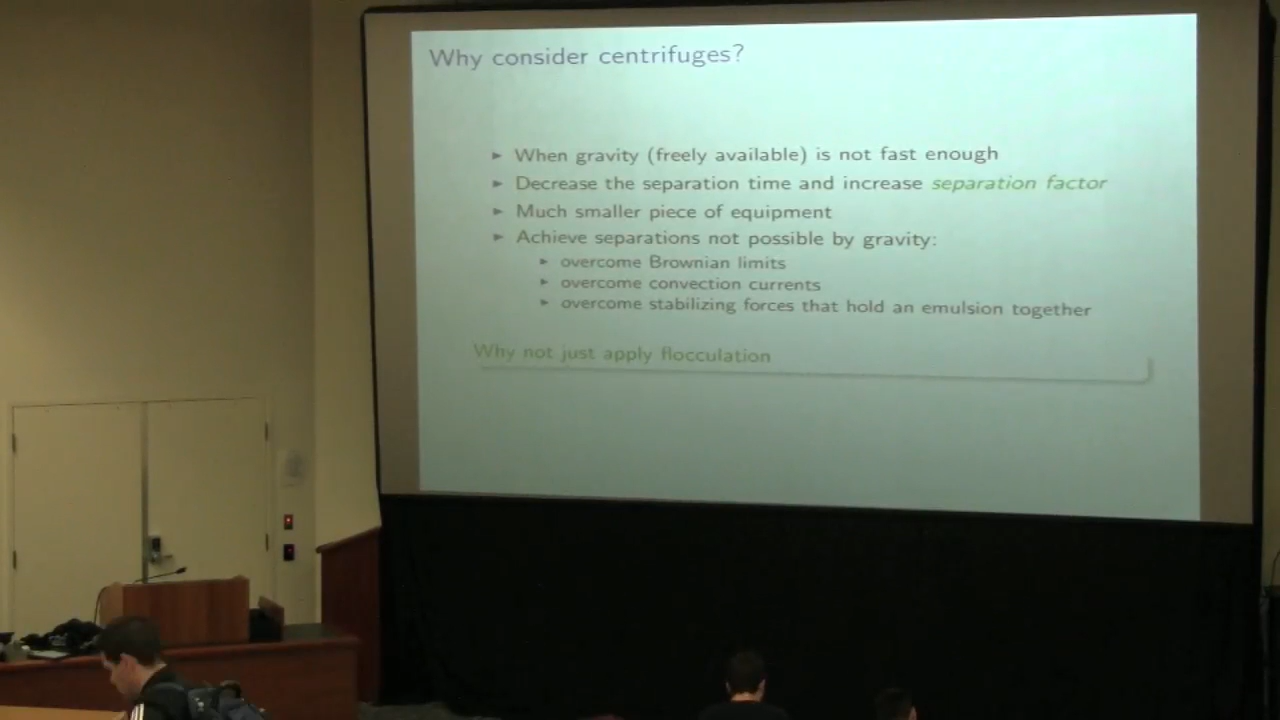 Why consider centrifuges?
► When gravity (freely available) is not fast enough
► Decrease the separation time and increase separation factor
► Much smaller piece of equipment
► Achieve separations not possible by gravity:
► overcome Brownian limits
► overcome convection currents
► overcome stabilizing forces that hold an emulsion together
Why not just apply flocculation